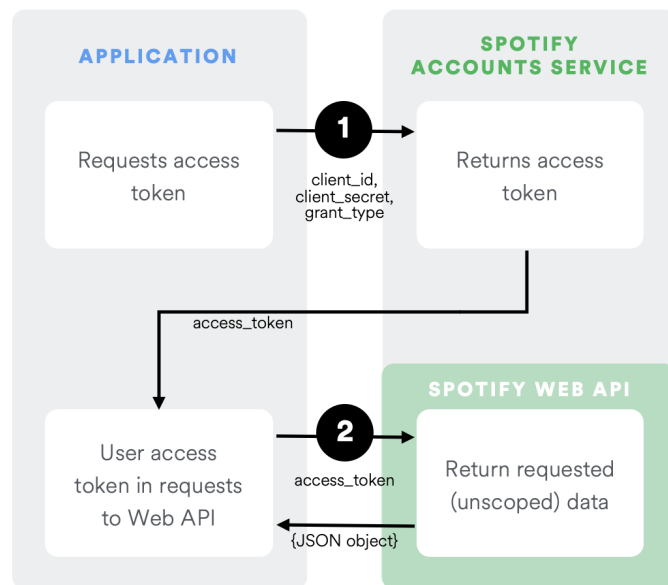 APPLICATION
SPOTIFY
ACCOUNTS SERVICE
Requests access
token
1
client_id,
client_secret,
grant_type
Returns access
token
access_token
SPOTIFY WEB API
User access
token in requests
to Web API
2
access_token
{JSON object}
Return requested
(unscoped) data